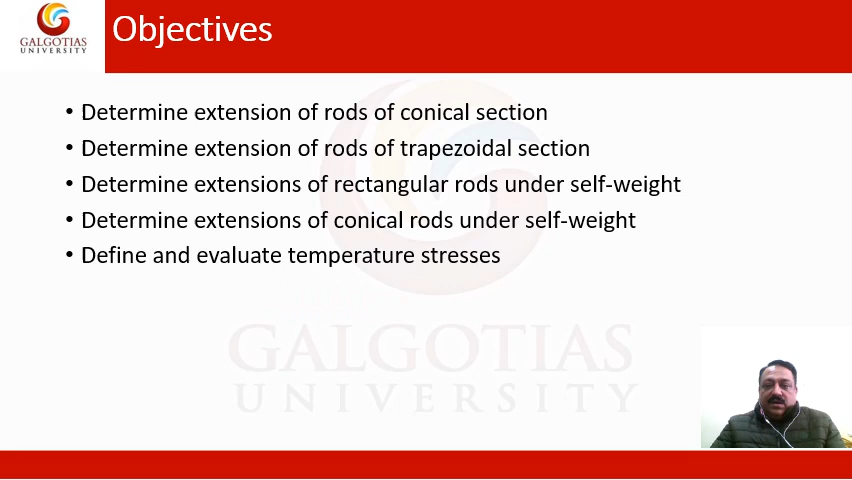 GALGOTIAS
UNIVERSITY
Objectives
• Determine extension of rods of conical section
• Determine extension of rods of trapezoidal section
• Determine extensions of rectangular rods under self-weight
• Determine extensions of conical rods under self-weight
• Define and evaluate temperature stresses
GALGOTIAS
UNIVERSITY